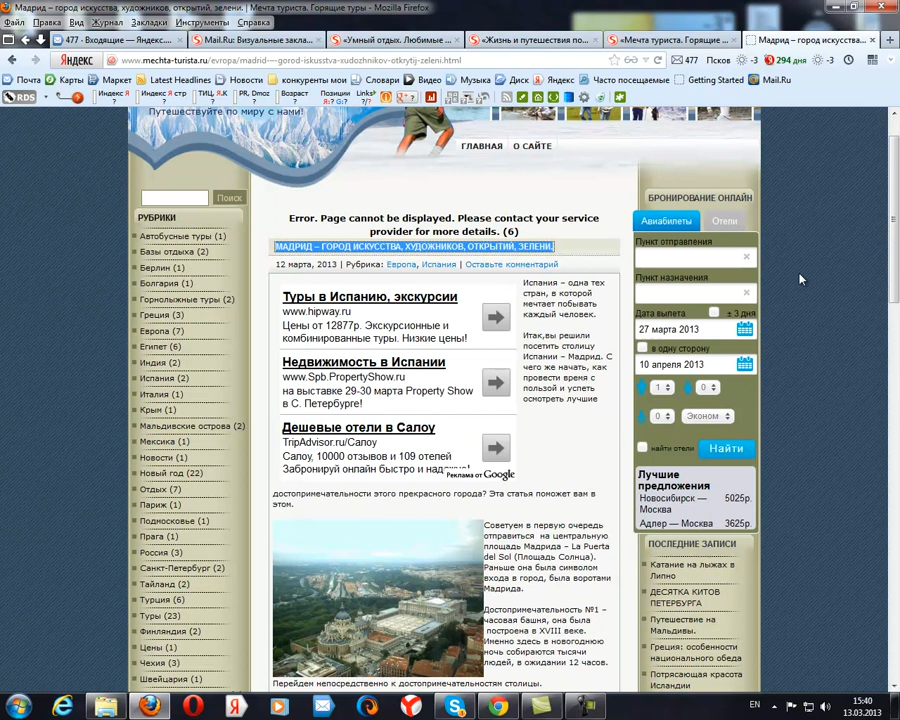 Мадрид – город искусства, художников, открытий, зелени. | Мечта туриста. Горящие туры - Mozilla Firefox
Файл Правка Вид Журнал Закладки Инструменты Справка
477 - Входящие — Яндекс....
Mail.Ru: Визуальные закла...
«Умный отдых. Любимые ...
«Жизнь и путешествия по...
«Мечта туриста. Горящие ...
Мадрид – город искусства...
Яндекс www.mechta-turista.ru/evropa/madrid---gorod-iskusstva-xudozhnikov-otkrytij-zeleni.html 477 Псков -3 294 дня -3
Почта Карты Маркет Latest Headlines Новости конкуренты мои Словари Видео Музыка Диск Яндекс Часто посещаемые Getting Started Mail.Ru
RDS Индекс Я ? Индекс Я стр ? ТИЦ, Я.К ? PR, Dmoz ? Возраст ? Позиции Я:? G:? Links ?
Путешествуйте по миру с нами!
ГЛАВНАЯ О САЙТЕ
Поиск
РУБРИКИ
Автобусные туры (1)
Базы отдыха (2)
Берлин (1)
Болгария (1)
Горнолыжные туры (2)
Греция (3)
Европа (7)
Египет (6)
Индия (2)
Испания (2)
Италия (1)
Крым (1)
Мальдивские острова (2)
Мексика (1)
Новости (1)
Новый год (22)
Отдых (7)
Париж (1)
Подмосковье (1)
Прага (1)
Россия (3)
Санкт-Петербург (2)
Тайланд (2)
Турция (6)
Туры (23)
Финляндия (2)
Цены (1)
Чехия (3)
Швейцария (1)
Error. Page cannot be displayed. Please contact your service
provider for more details. (6)
МАДРИД – ГОРОД ИСКУССТВА, ХУДОЖНИКОВ, ОТКРЫТИЙ, ЗЕЛЕНИ.
12 марта, 2013 | Рубрика: Европа, Испания | Оставьте комментарий
Туры в Испанию, экскурсии
www.hipway.ru
Цены от 12877р. Экскурсионные и
комбинированные туры. Низкие цены!
Недвижимость в Испании
www.Spb.PropertyShow.ru
на выставке 29-30 марта Property Show
в С. Петербурге!
Дешевые отели в Салоу
TripAdvisor.ru/Салоу
Салоу, 10000 отзывов и 109 отелей
Забронируй онлайн быстро и надежно!
Реклама от Google
Испания – одна тех
стран, в которой
мечтает побывать
каждый человек.
Итак,вы решили
посетить столицу
Испании – Мадрид. С
чего же начать, как
провести время с
пользой и успеть
осмотреть лучшие
достопримечательности этого прекрасного города? Эта статья поможет вам в
этом.
Советуем в первую очередь
отправиться на центральную
площадь Мадрида – La Puerta
del Sol (Площадь Солнца).
Раньше она была символом
входа в город, была воротами
Мадрида.
Достопримечательность №1 –
часовая башня, она была
построена в XVIII веке.
Именно здесь в новогоднюю
ночь собираются тысячи
людей, в ожидании 12 часов.
Перейдем непосредственно к достопримечательностям столицы.
БРОНИРОВАНИЕ ОНЛАЙН
Авиабилеты Отели
Пункт отправления
Пункт назначения
Дата вылета ± 3 дня
27 марта 2013
в одну сторону
10 апреля 2013
1 0
0 Эконом
найти отели Найти
Лучшие
предложения
Новосибирск — 5025р.
Москва
Адлер — Москва 3625р.
ПОСЛЕДНИЕ ЗАПИСИ
Катание на лыжах в
Липно
ДЕСЯТКА КИТОВ
ПЕТЕРБУРГА
Путешествие на
Мальдивы.
Греция: особенности
национального обеда
Потрясающая красота
Исландии
EN 15:40
13.03.2013